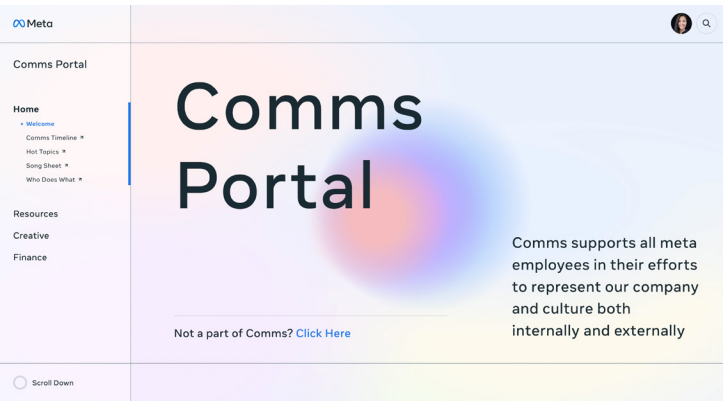 Meta
Comms Portal
Home
Welcome
Comms Timeline ↗
Hot Topics ↗
Song Sheet ↗
Who Does What ↗
Resources
Creative
Finance
Scroll Down
Comms
Portal
Not a part of Comms? Click Here
Comms supports all meta
employees in their efforts
to represent our company
and culture both
internally and externally